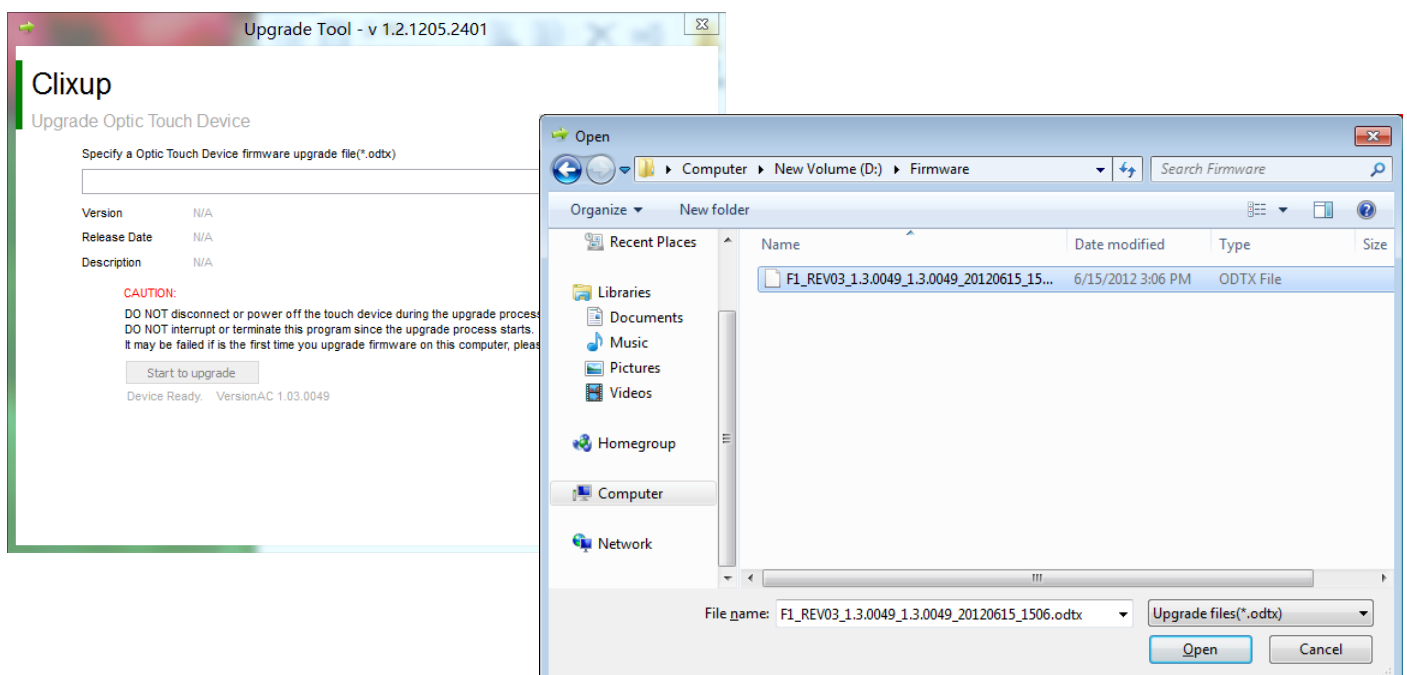 Upgrade Tool - v 1.2.1205.2401
Clixup
Upgrade Optic Touch Device
Specify a Optic Touch Device firmware upgrade file(*.odtx)
Version N/A
Release Date N/A
Description N/A
CAUTION:
DO NOT disconnect or power off the touch device during the upgrade process
DO NOT interrupt or terminate this program since the upgrade process starts.
It may be failed if is the first time you upgrade firmware on this computer, pleas
Start to upgrade
Device Ready. VersionAC 1.03.0049
Open
Computer New Volume (D:) Firmware
Search Firmware
Organize New folder
Recent Places
Libraries
Documents
Music
Pictures
Videos
Homegroup
Computer
Network
Name Date modified Type Size
F1_REV03_1.3.0049_1.3.0049_20120615_15... 6/15/2012 3:06 PM ODTX File
File name: F1_REV03_1.3.0049_1.3.0049_20120615_1506.odtx Upgrade files(*.odtx)
Open Cancel